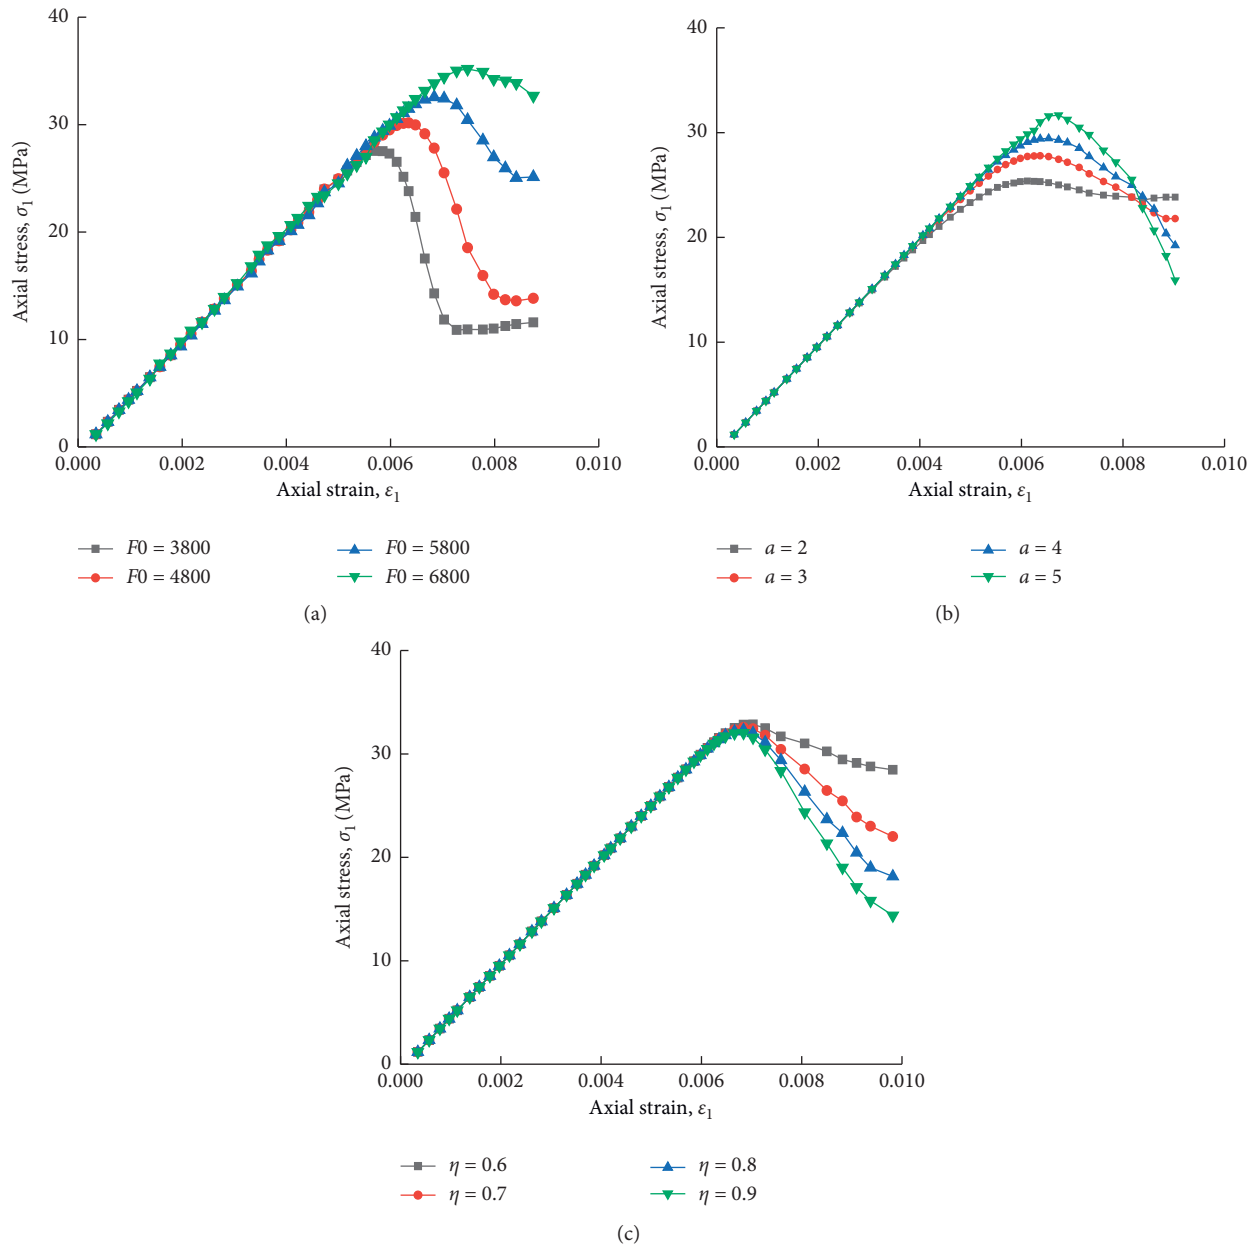 40
30
20
10
0
Axial stress, σ1 (MPa)
0.000 0.002 0.004 0.006 0.008 0.010
Axial strain, ε1
F0 = 3800 F0 = 5800
F0 = 4800 F0 = 6800
(a)
40
30
20
10
0
Axial stress, σ1 (MPa)
0.000 0.002 0.004 0.006 0.008 0.010
Axial strain, ε1
a = 2 a = 4
a = 3 a = 5
(b)
40
30
20
10
0
Axial stress, σ1 (MPa)
0.000 0.002 0.004 0.006 0.008 0.010
Axial strain, ε1
η = 0.6 η = 0.8
η = 0.7 η = 0.9
(c)